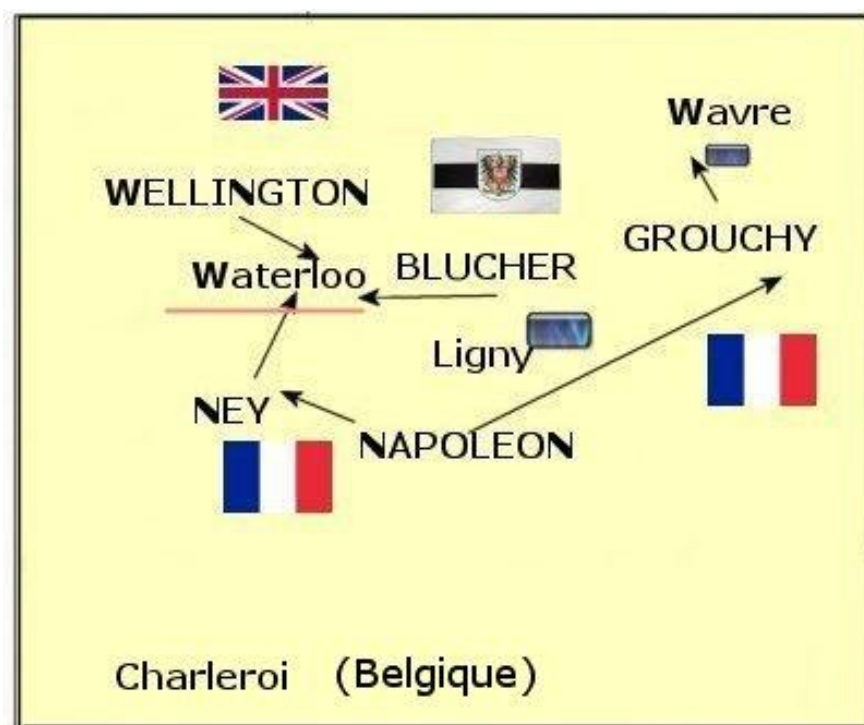 Wavre
WELLINGTON
GROUCHY
Waterloo
BLUCHER
Ligny
NEY
NAPOLEON
Charleroi (Belgique)